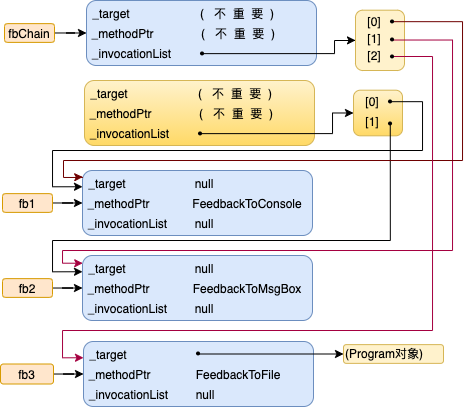 fbChain
_target ( 不 重 要 )
_methodPtr ( 不 重 要 )
_invocationList
[0]
[1]
[2]
_target ( 不 重 要 )
_methodPtr ( 不 重 要 )
_invocationList
[0]
[1]
fb1
_target null
_methodPtr FeedbackToConsole
_invocationList null
fb2
_target null
_methodPtr FeedbackToMsgBox
_invocationList null
fb3
_target
_methodPtr FeedbackToFile
_invocationList null
(Program对象)